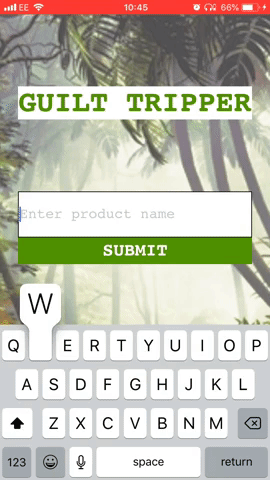 EE 10:45 66%
GUILT TRIPPER
Enter product name
SUBMIT
W
Q E R T Y U I O P
A S D F G H J K L
Z X C V B N M
123 space return